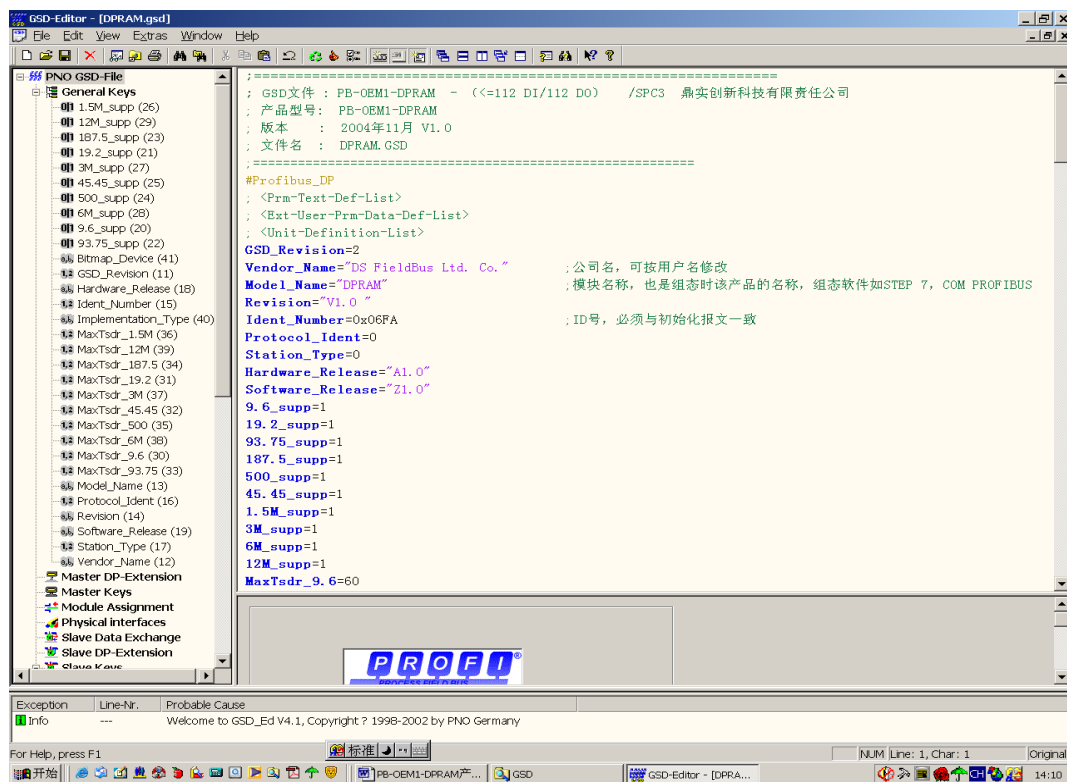 GSD-Editor - [DPRAM.gsd]
File Edit View Extras Window Help
PNO GSD-File
General Keys
1.5M_supp (26)
12M_supp (29)
187.5_supp (23)
19.2_supp (21)
3M_supp (27)
45.45_supp (25)
500_supp (24)
6M_supp (28)
9.6_supp (20)
93.75_supp (22)
Bitmap_Device (41)
GSD_Revision (11)
Hardware_Release (18)
Ident_Number (15)
Implementation_Type (40)
MaxTsdr_1.5M (36)
MaxTsdr_12M (39)
MaxTsdr_187.5 (34)
MaxTsdr_19.2 (31)
MaxTsdr_3M (37)
MaxTsdr_45.45 (32)
MaxTsdr_500 (35)
MaxTsdr_6M (38)
MaxTsdr_9.6 (30)
MaxTsdr_93.75 (33)
Model_Name (13)
Protocol_Ident (16)
Revision (14)
Software_Release (19)
Station_Type (17)
Vendor_Name (12)
Master DP-Extension
Master Keys
Module Assignment
Physical interfaces
Slave Data Exchange
Slave DP-Extension
Slave Keys
;================================================================
; GSD文件 : PB-OEM1-DPRAM - (<=112 DI/112 DO) /SPC3 鼎实创新科技有限责任公司
; 产品型号: PB-OEM1-DPRAM
; 版本 : 2004年11月 V1.0
; 文件名 : DPRAM.GSD
;======================================================
#Profibus_DP
; <Prm-Text-Def-List>
; <Ext-User-Prm-Data-Def-List>
; <Unit-Definition-List>
GSD_Revision=2
Vendor_Name="DS FieldBus Ltd. Co." ;公司名，可按用户名修改
Model_Name="DPRAM" ;模块名称，也是组态时该产品的名称，组态软件如STEP 7，COM PROFIBUS
Revision="V1.0 "
Ident_Number=0x06FA ;ID号，必须与初始化报文一致
Protocol_Ident=0
Station_Type=0
Hardware_Release="A1.0"
Software_Release="Z1.0"
9.6_supp=1
19.2_supp=1
93.75_supp=1
187.5_supp=1
500_supp=1
45.45_supp=1
1.5M_supp=1
3M_supp=1
6M_supp=1
12M_supp=1
MaxTsdr_9.6=60
PROFI®
PROCESS FIELD BUS
Exception Line-Nr. Probable Cause
Info --- Welcome to GSD_Ed V4.1, Copyright ? 1998-2002 by PNO Germany
标准
For Help, press F1 NUM Line: 1, Char: 1 Original
开始 PB-OEM1-DPRAM产... GSD GSD-Editor - [DPRA... CH 14:10